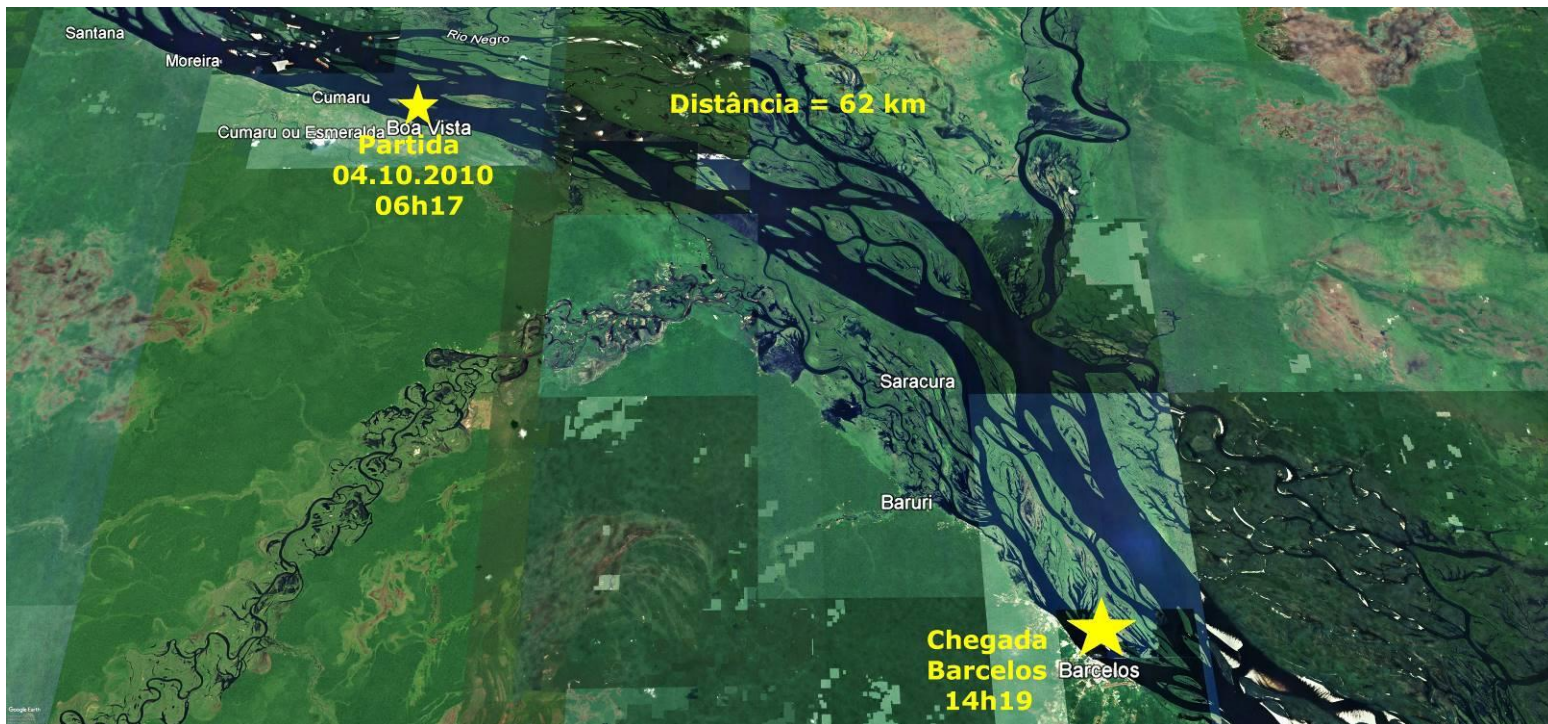 Santana
Rio Negro
Moreira
Cumaru
Distância = 62 km
Cumaru ou Esmeralda
Boa Vista
Partida
04.10.2010
06h17
Saracura
Baruri
Chegada
Barcelos
14h19
Barcelos
Google Earth